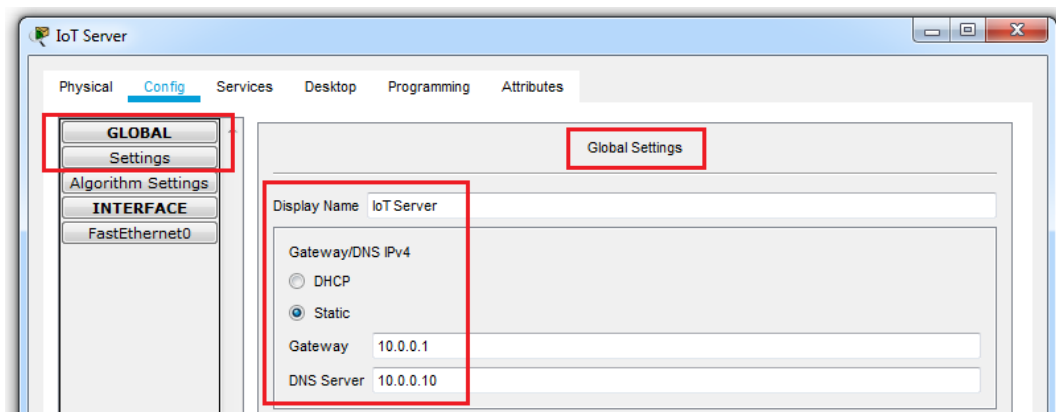 IoT Server
Physical Config Services Desktop Programming Attributes
GLOBAL
Settings
Algorithm Settings
INTERFACE
FastEthernet0
Global Settings
Display Name IoT Server
Gateway/DNS IPv4
DHCP
Static
Gateway 10.0.0.1
DNS Server 10.0.0.10